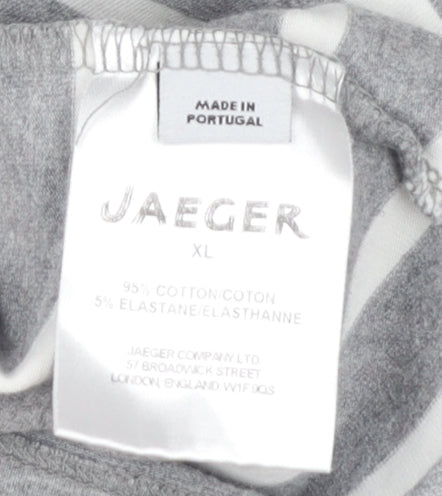 MADE IN
PORTUGAL
JAEGER
XL
95% COTTON/COTON
5% ELASTANE/ELASTHANNE
JAEGER COMPANY LTD
57 BROADWICK STREET
LONDON, ENGLAND. W1F 9QS